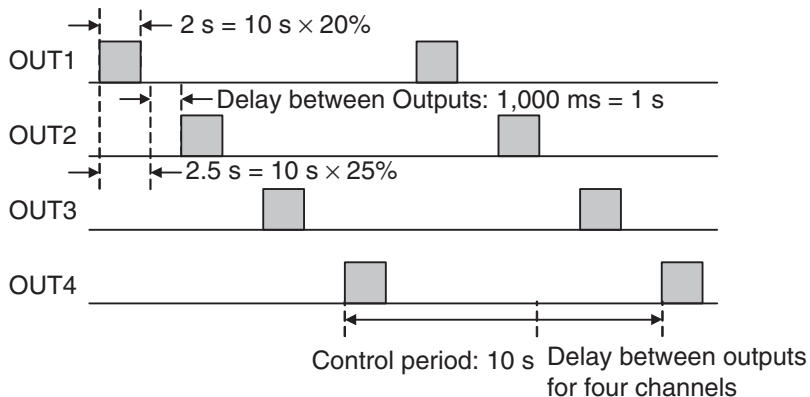 2 s = 10 s × 20%
OUT1
Delay between Outputs: 1,000 ms = 1 s
OUT2
2.5 s = 10 s × 25%
OUT3
OUT4
Control period: 10 s
Delay between outputs
for four channels